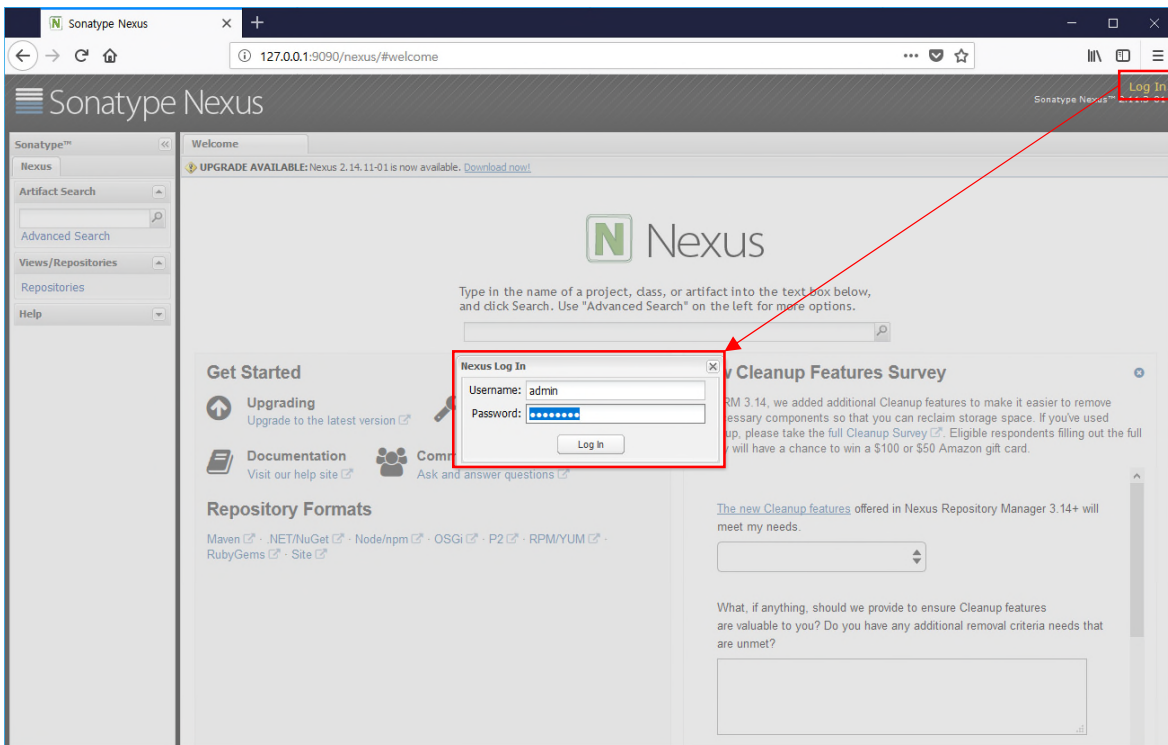 Sonatype Nexus
127.0.0.1:9090/nexus/#welcome
Sonatype Nexus
Log In
Sonatype Nexus™
Sonatype™
Nexus
Artifact Search
Advanced Search
Views/Repositories
Repositories
Help
Welcome
UPGRADE AVAILABLE: Nexus 2.14.11-01 is now available. Download now!
N Nexus
Type in the name of a project, class, or artifact into the text box below,
and click Search. Use "Advanced Search" on the left for more options.
Get Started
Upgrading
Upgrade to the latest version
Documentation
Visit our help site
Ask and answer questions
Repository Formats
Maven · .NET/NuGet · Node/npm · OSGi · P2 · RPM/YUM ·
RubyGems · Site
Nexus Log In
Username: admin
Password:
Log In
Cleanup Features Survey
3.14, we added additional Cleanup features to make it easier to remove
components so that you can reclaim storage space. If you've used
please take the full Cleanup Survey. Eligible respondents filling out the full
will have a chance to win a $100 or $50 Amazon gift card.
The new Cleanup features offered in Nexus Repository Manager 3.14+ will
meet my needs.
What, if anything, should we provide to ensure Cleanup features
are valuable to you? Do you have any additional removal criteria needs that
are unmet?